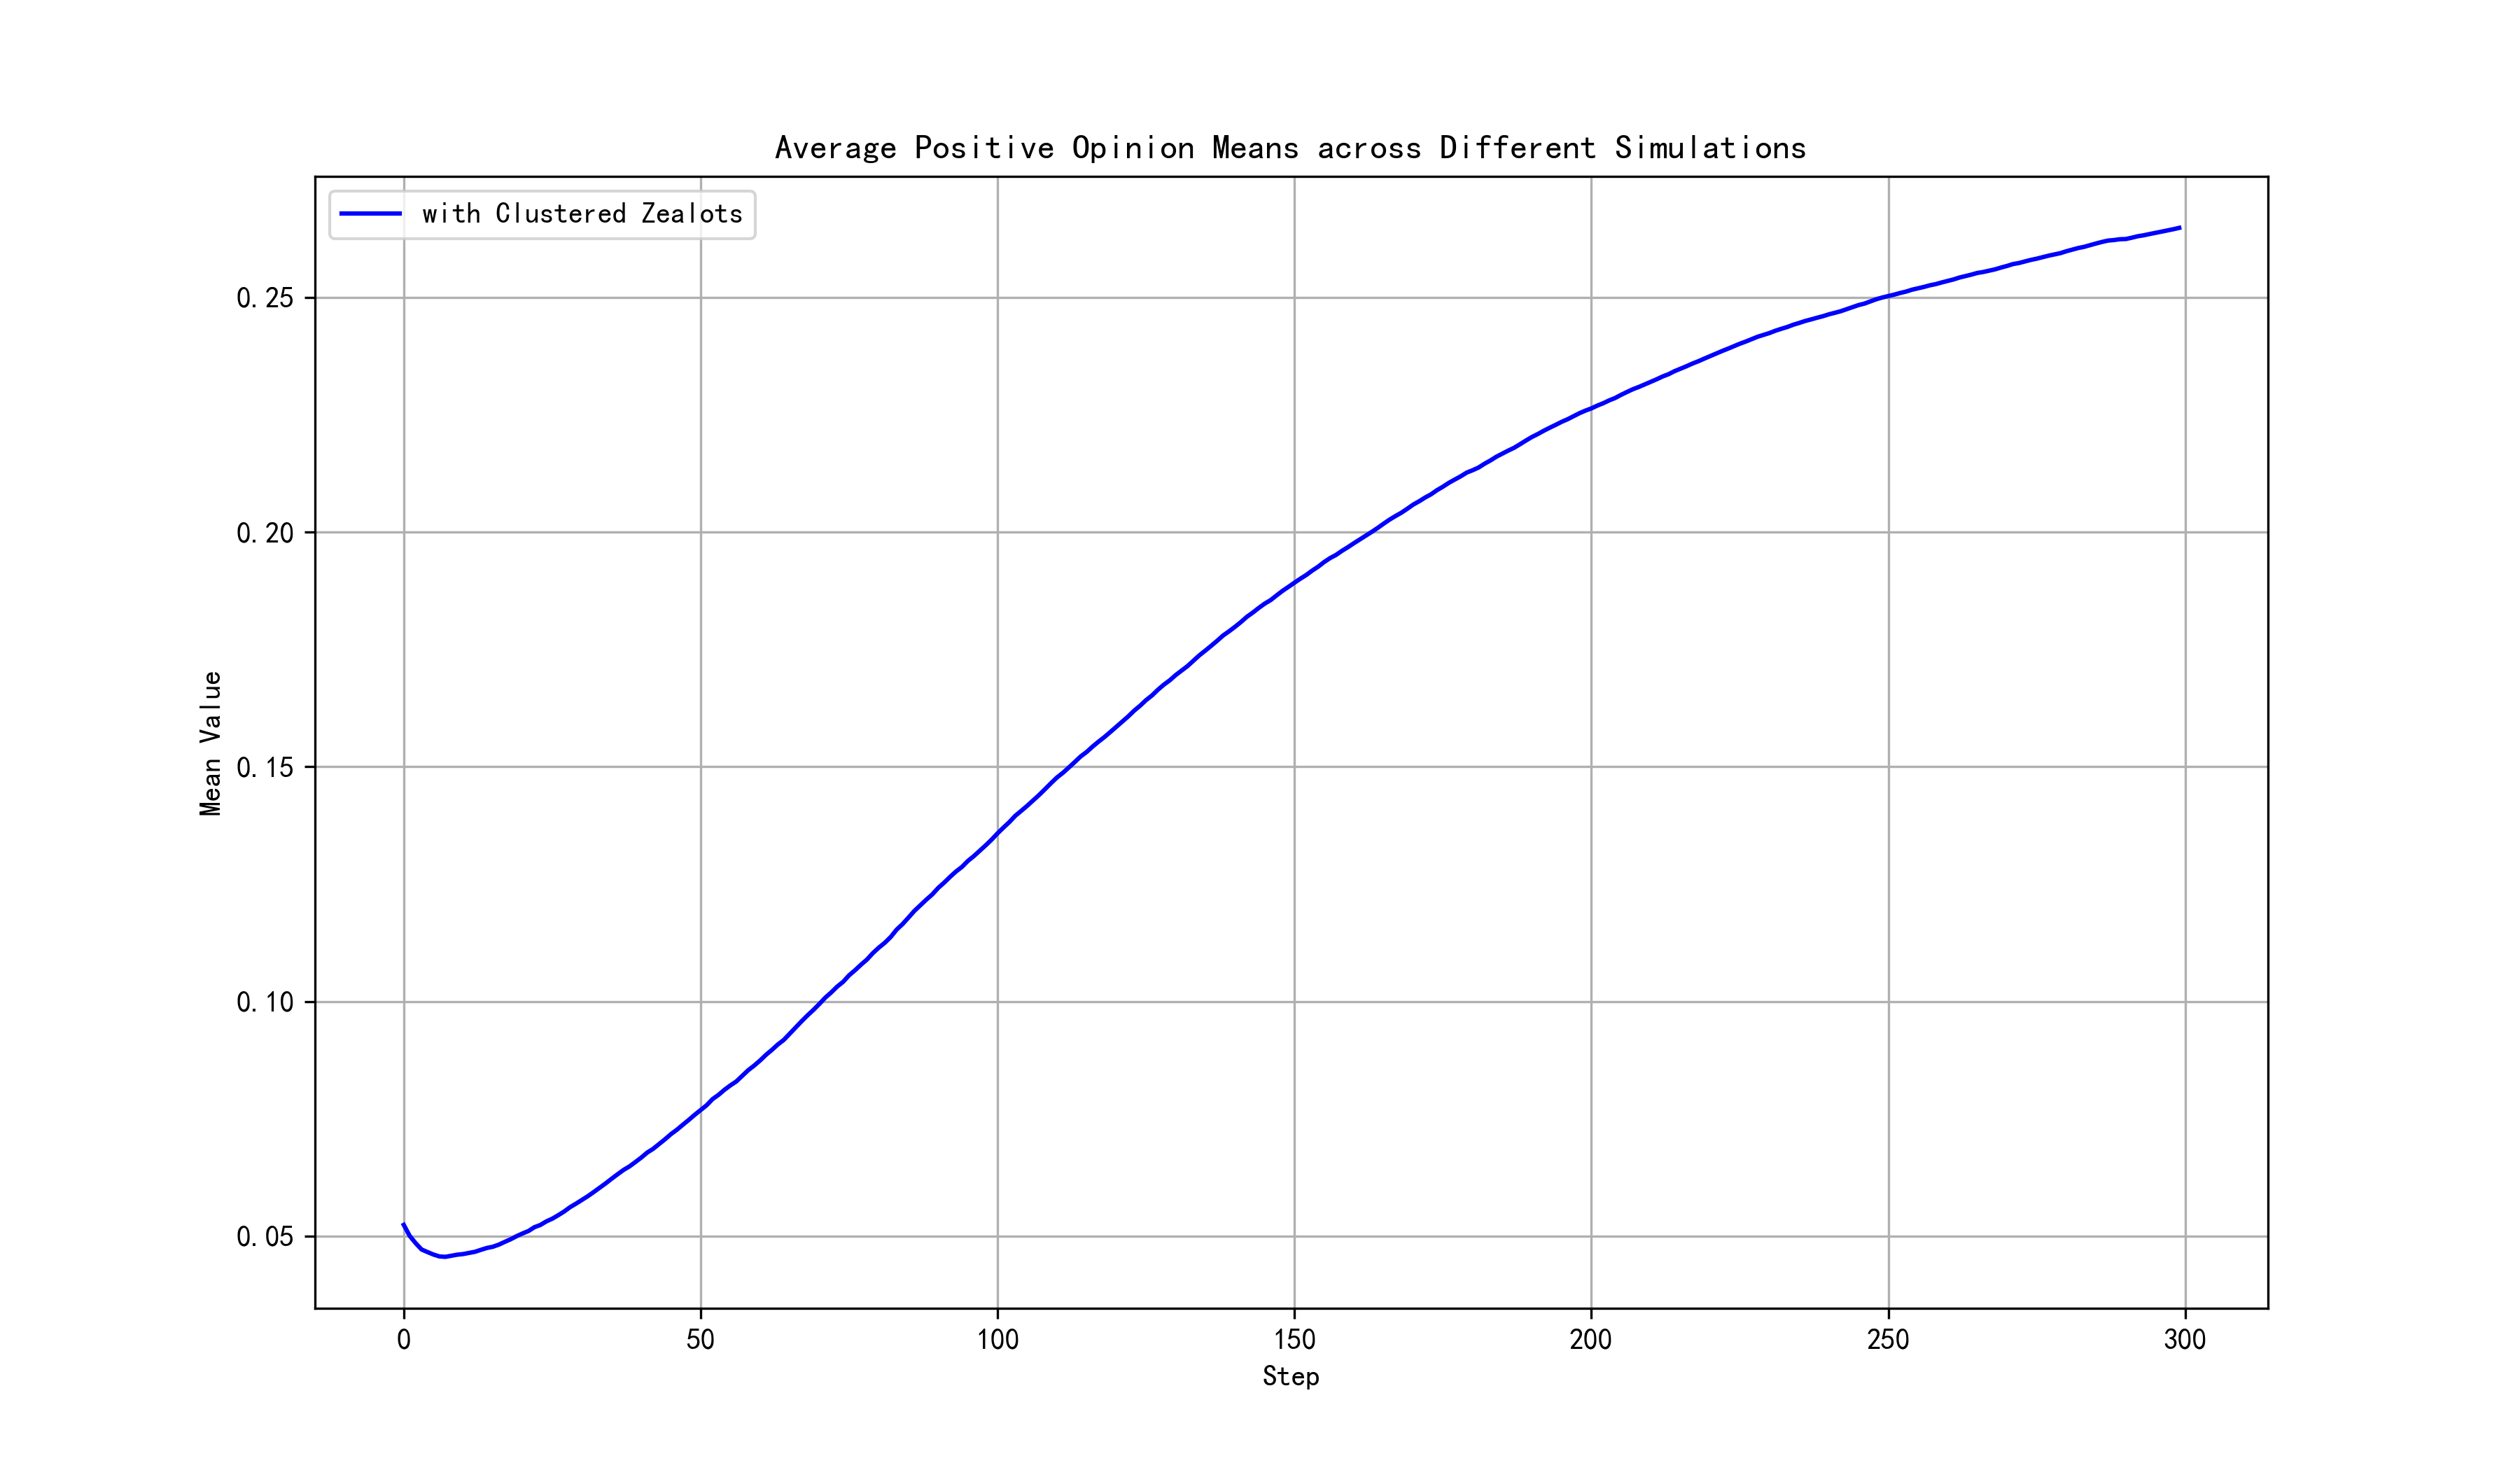 Average Positive Opinion Means across Different Simulations
with Clustered Zealots
Mean Value
0.25
0.20
0.15
0.10
0.05
0 50 100 150 200 250 300
Step